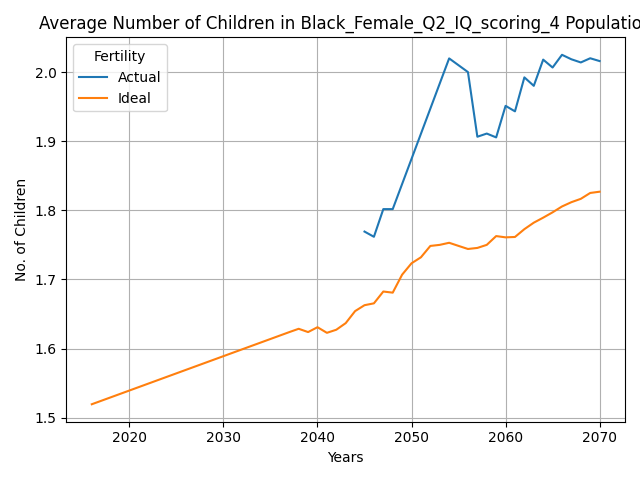 Average Number of Children in Black_Female_Q2_IQ_scoring_4 Populatio
Fertility
Actual
Ideal
No. of Children
2.0
1.9
1.8
1.7
1.6
1.5
2020 2030 2040 2050 2060 2070
Years